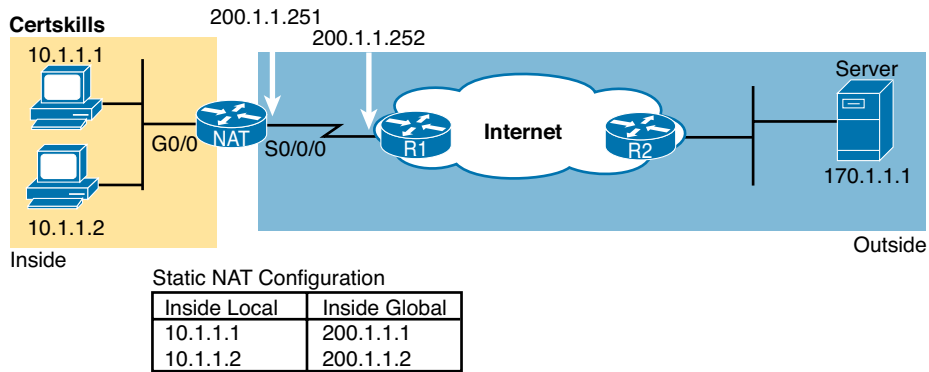 200.1.1.251
Certskills
200.1.1.252
10.1.1.1
Server
Internet
NAT
R1
R2
G0/0
S0/0/0
170.1.1.1
10.1.1.2
Inside
Outside
Static NAT Configuration
Inside Local Inside Global
10.1.1.1 200.1.1.1
10.1.1.2 200.1.1.2